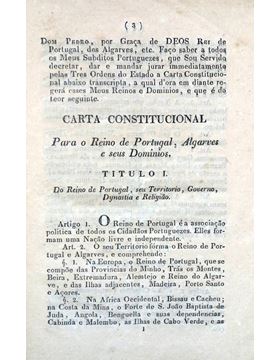 ( 3 )
DOM PEDRO, por Graça de DEOS REI de
Portugal, dos Algarves, etc. Faço saber a todos
os Meus Subditos Portuguezes, que Sou Servido
decretar, dar e mandar jurar immediatamente
pelas Tres Ordens do Estado a Carta Constitucio-
nal abaixo transcripta, a qual d'ora em diante re-
gerá esses Meus Reinos e Dominios, e que é do
teor seguinte.
CARTA CONSTITUCIONAL
Para o Reino de Portugal, Algarves
e seus Dominios.
TITULO I.
Do Reino de Portugal, seu Territorio, Governo,
Dynastia e Religião.
Artigo 1. O Reino de Portugal é a associação
politica de todos os Cidadãos Portuguezes. Elles for-
mam uma Nação livre e independente.
Art. 2. O seu Territorio forma o Reino de Por-
tugal e Algarves, e comprehende:
§. 1. Na Europa, o Reino de Portugal, que se
compõe das Provincias do Minho, Trás os Montes,
Beira, Extremadura, Alemtejo e Reino do Algar-
ve, e das Ilhas adjacentes, Madeira, Porto Santo
e Açores.
§. 2. Na Africa Occidental, Bissau e Cacheu;
na Costa da Mina, o Forte de S. João Baptista de
Judá, Angola, Benguella e suas dependencias,
Cabinda e Malembo, as Ilhas de Cabo Verde, e as
1